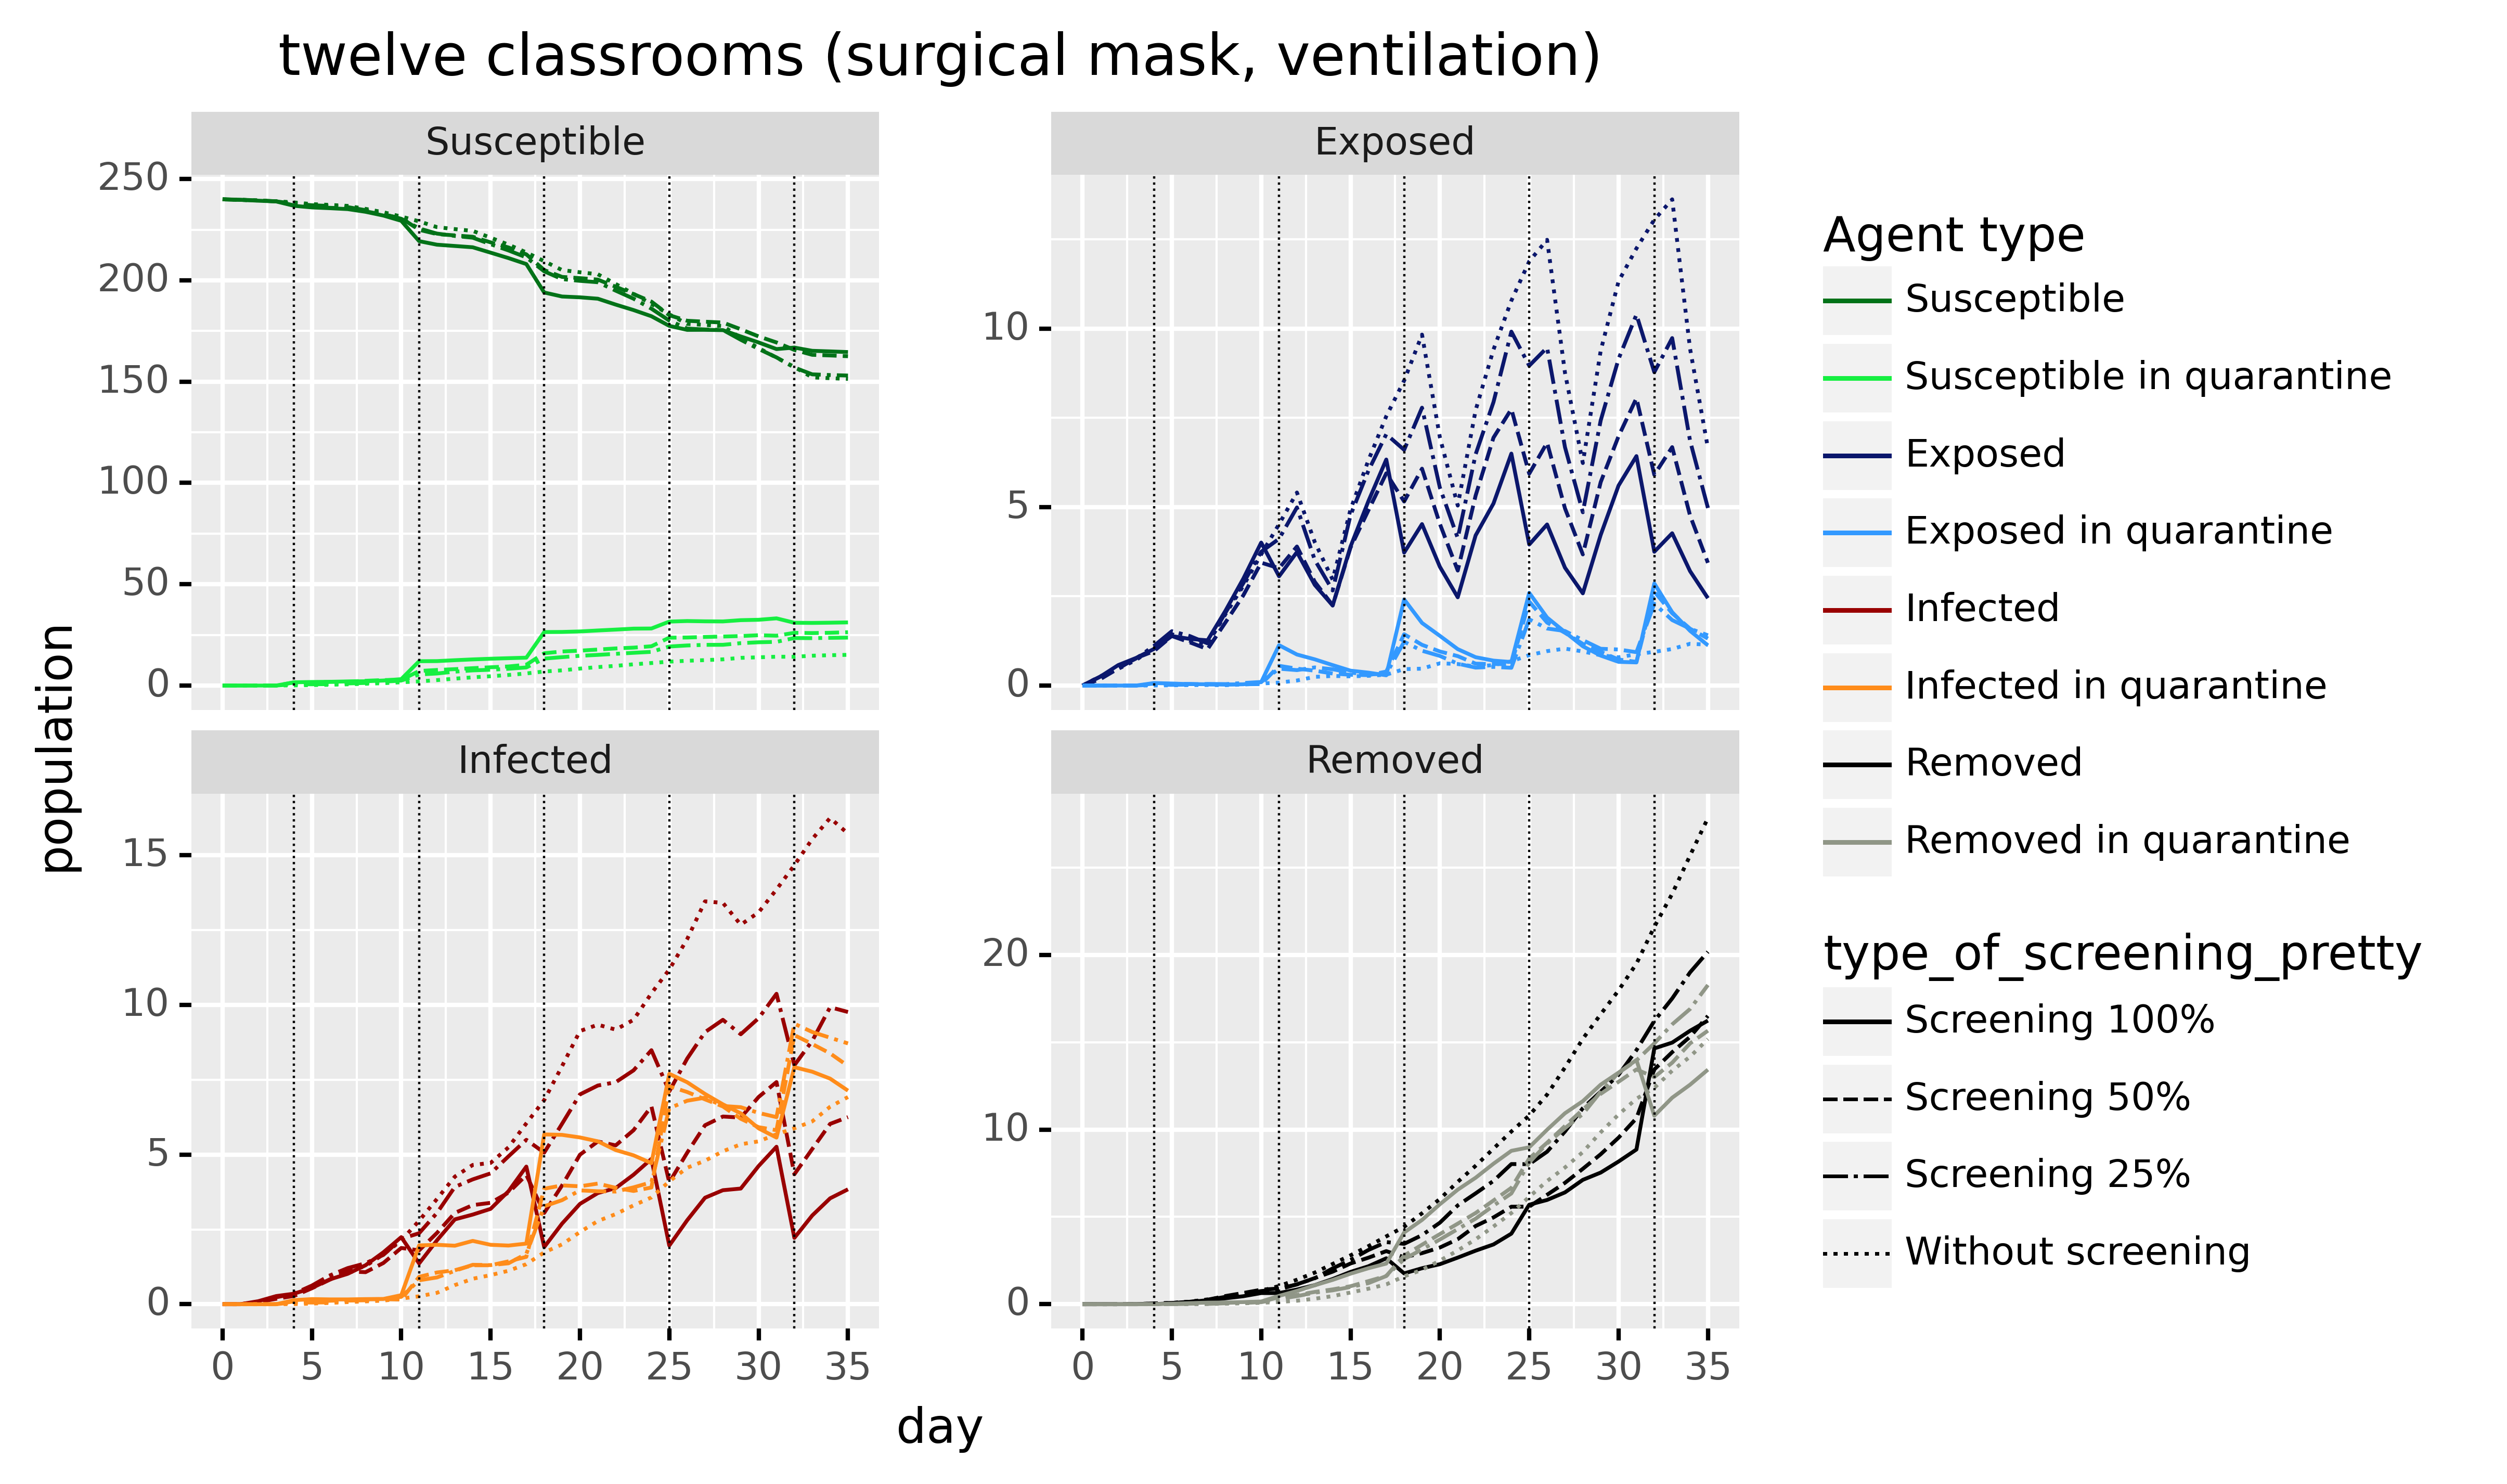 twelve classrooms (surgical mask, ventilation)
Susceptible
Exposed
250
200
150
100
50
0
10
5
0
population
Infected
Removed
15
10
5
0
20
10
0
0 5 10 15 20 25 30 35
0 5 10 15 20 25 30 35
day
Agent type
Susceptible
Susceptible in quarantine
Exposed
Exposed in quarantine
Infected
Infected in quarantine
Removed
Removed in quarantine
type_of_screening_pretty
Screening 100%
Screening 50%
Screening 25%
Without screening